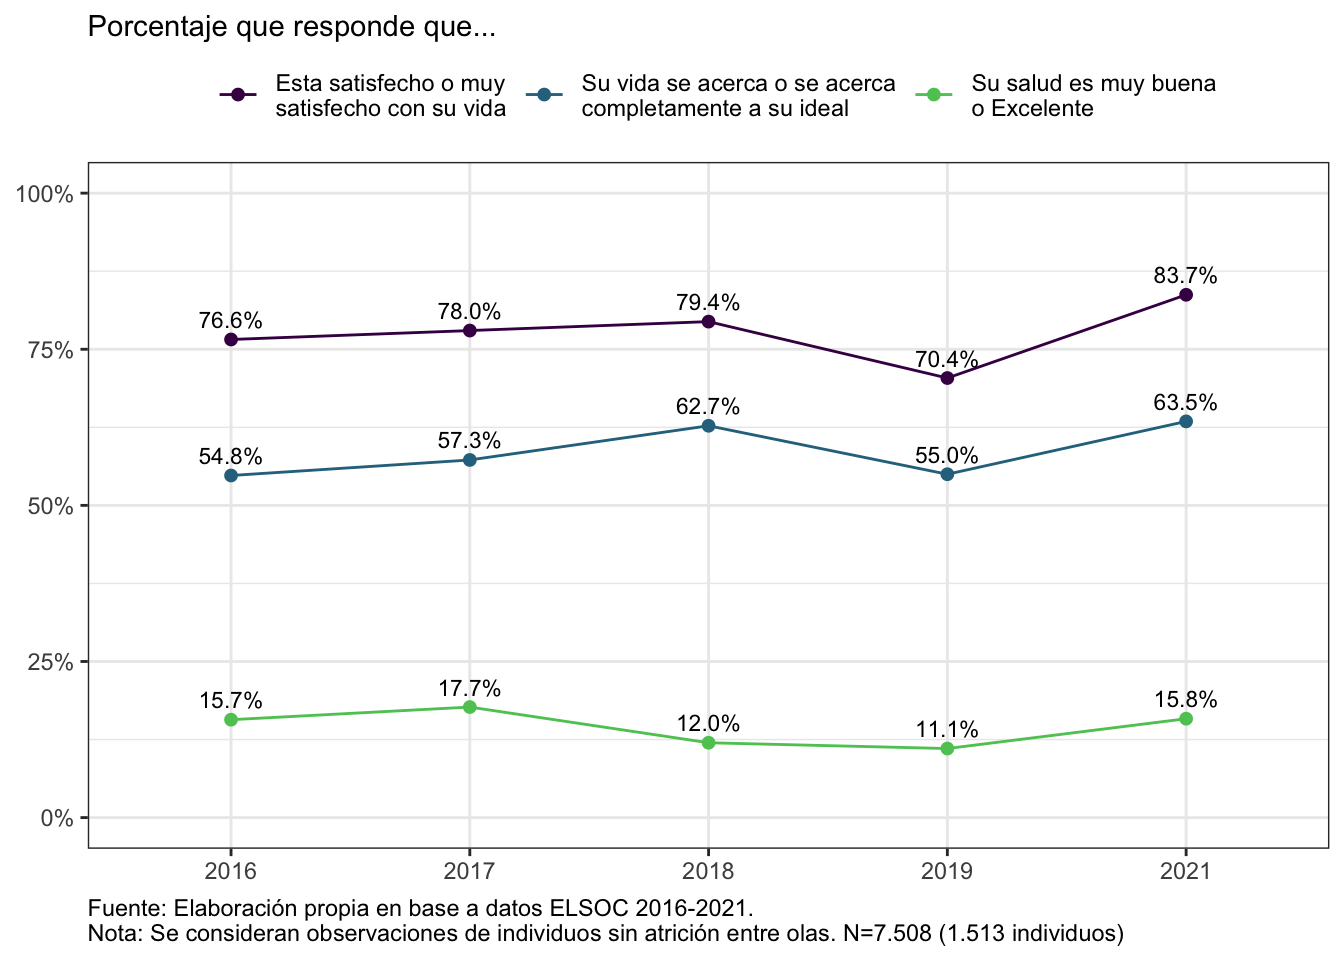 Porcentaje que responde que...
Esta satisfecho o muy
satisfecho con su vida
Su vida se acerca o se acerca
completamente a su ideal
Su salud es muy buena
o Excelente
100%
75%
50%
25%
0%
76.6%
78.0%
79.4%
70.4%
83.7%
54.8%
57.3%
62.7%
55.0%
63.5%
15.7%
17.7%
12.0%
11.1%
15.8%
2016
2017
2018
2019
2021
Fuente: Elaboración propia en base a datos ELSOC 2016-2021.
Nota: Se consideran observaciones de individuos sin atrición entre olas. N=7.508 (1.513 individuos)